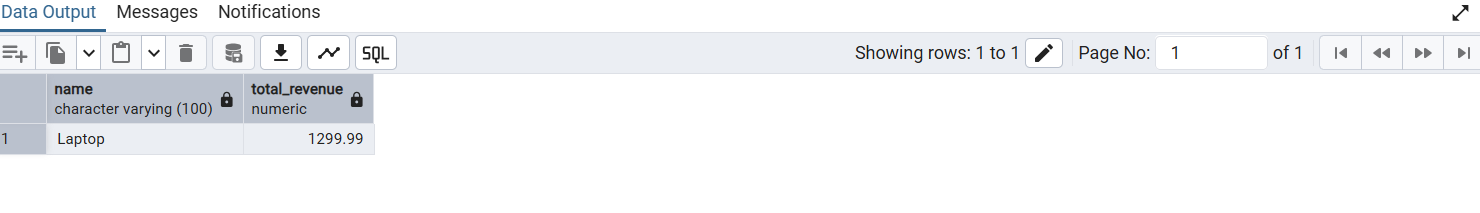 Data Output Messages Notifications
SQL Showing rows: 1 to 1 Page No: 1 of 1
name total_revenue
character varying (100) numeric
1 Laptop 1299.99